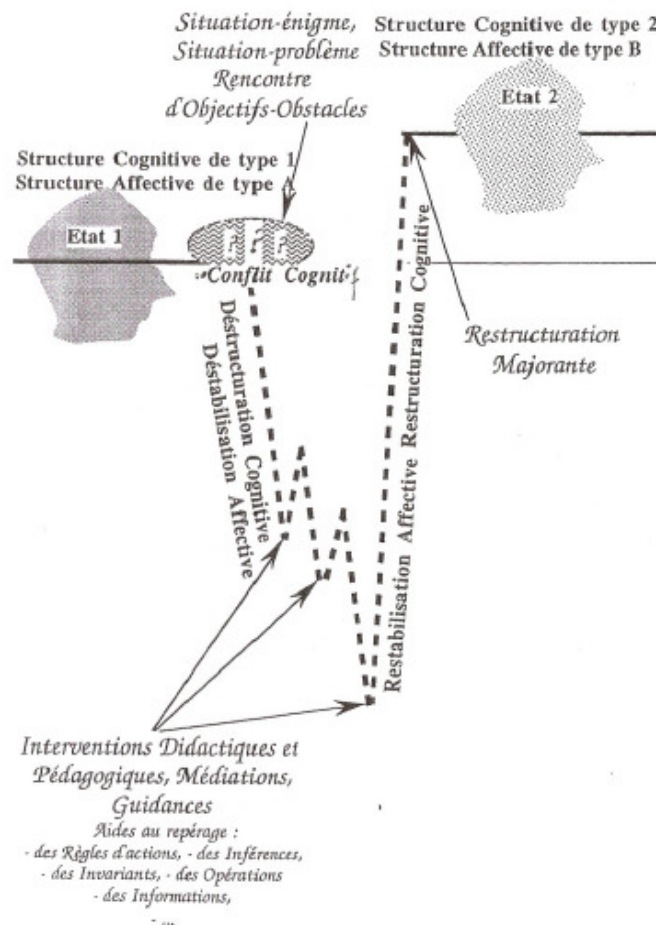 Situation-énigme,
Situation-problème
Rencontre
d'Objectifs-Obstacles
Structure Cognitive de type 2
Structure Affective de type B
Etat 2
Structure Cognitive de type 1
Structure Affective de type A
Etat 1
? ? ?
Conflit Cognitif
Déstructuration Cognitive
Déstabilisation Affective
Restabilisation Affective Restructuration Cognitive
Restructuration
Majorante
Interventions Didactiques et
Pédagogiques, Médiations,
Guidances
Aides au repérage :
- des Règles d'actions, - des Inférences,
- des Invariants, - des Opérations
- des Informations,
- ...